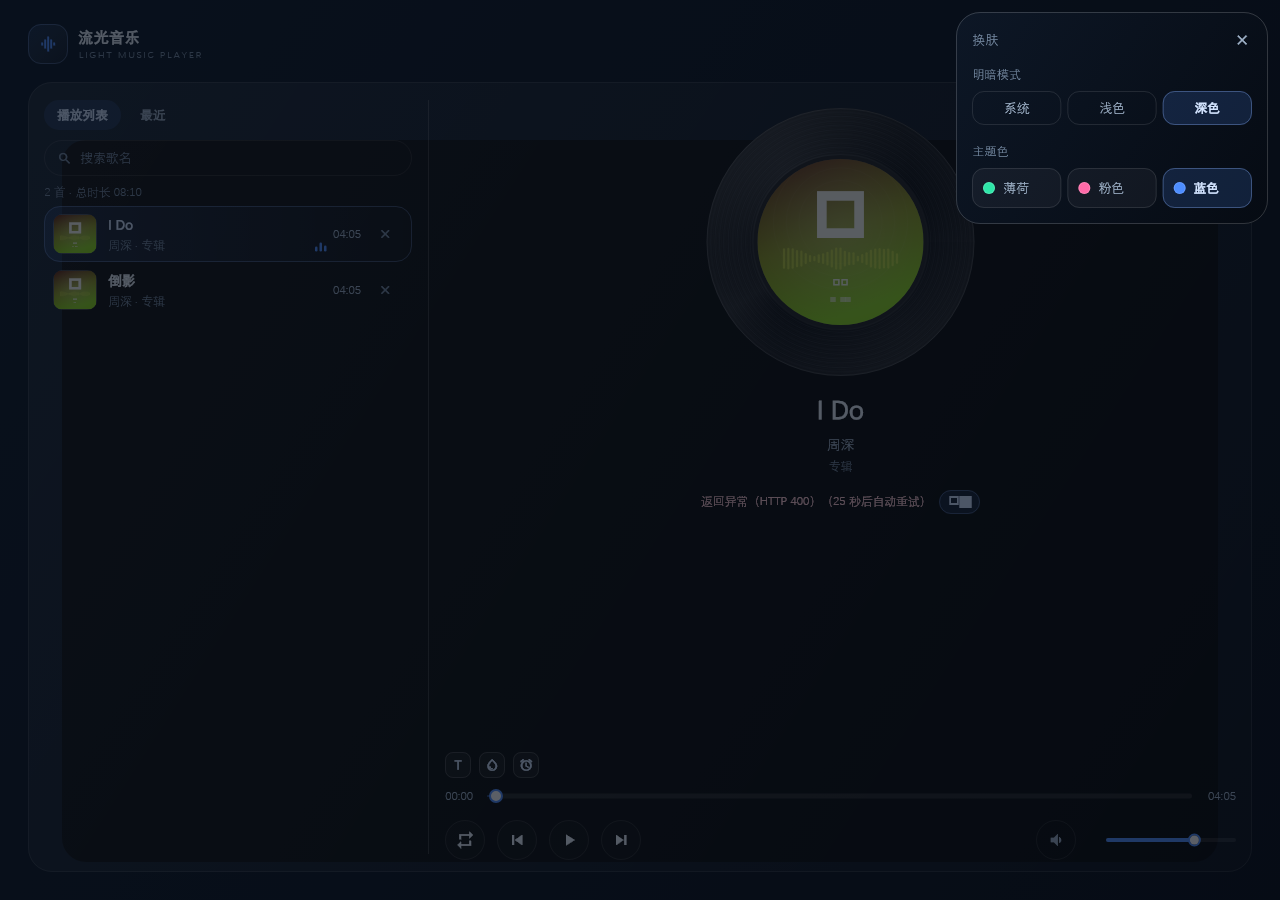 流光音乐
LIGHT MUSIC PLAYER
换肤
明暗模式
系统
浅色
深色
主题色
薄荷
粉色
蓝色
播放列表
最近
搜索歌名
2 首 · 总时长 08:10
I Do
周深 · 专辑
04:05
倒影
周深 · 专辑
04:05
I Do
周深
专辑
返回异常（HTTP 400）（25 秒后自动重试）
T
00:00
04:05